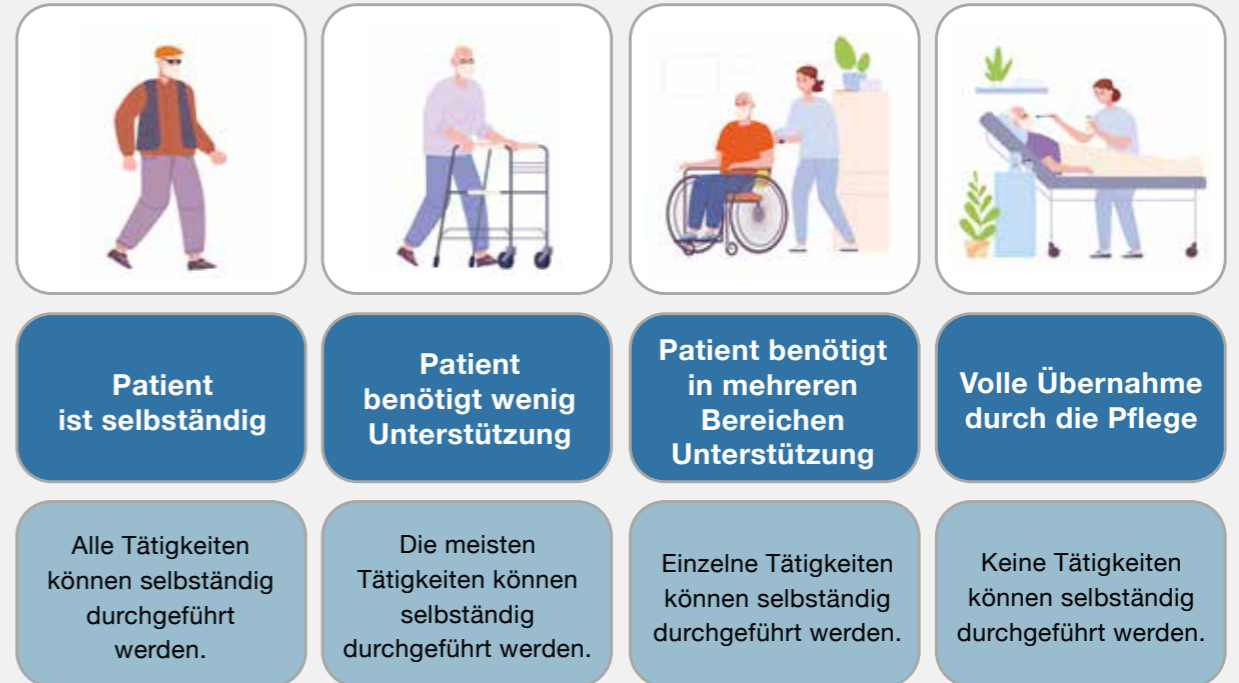 Patient
ist selbständig
Patient
benötigt wenig
Unterstützung
Patient benötigt
in mehreren
Bereichen
Unterstützung
Volle Übernahme
durch die Pflege
Alle Tätigkeiten
können selbständig
durchgeführt
werden.
Die meisten
Tätigkeiten können
selbständig
durchgeführt werden.
Einzelne Tätigkeiten
können selbständig
durchgeführt werden.
Keine Tätigkeiten
können selbständig
durchgeführt werden.